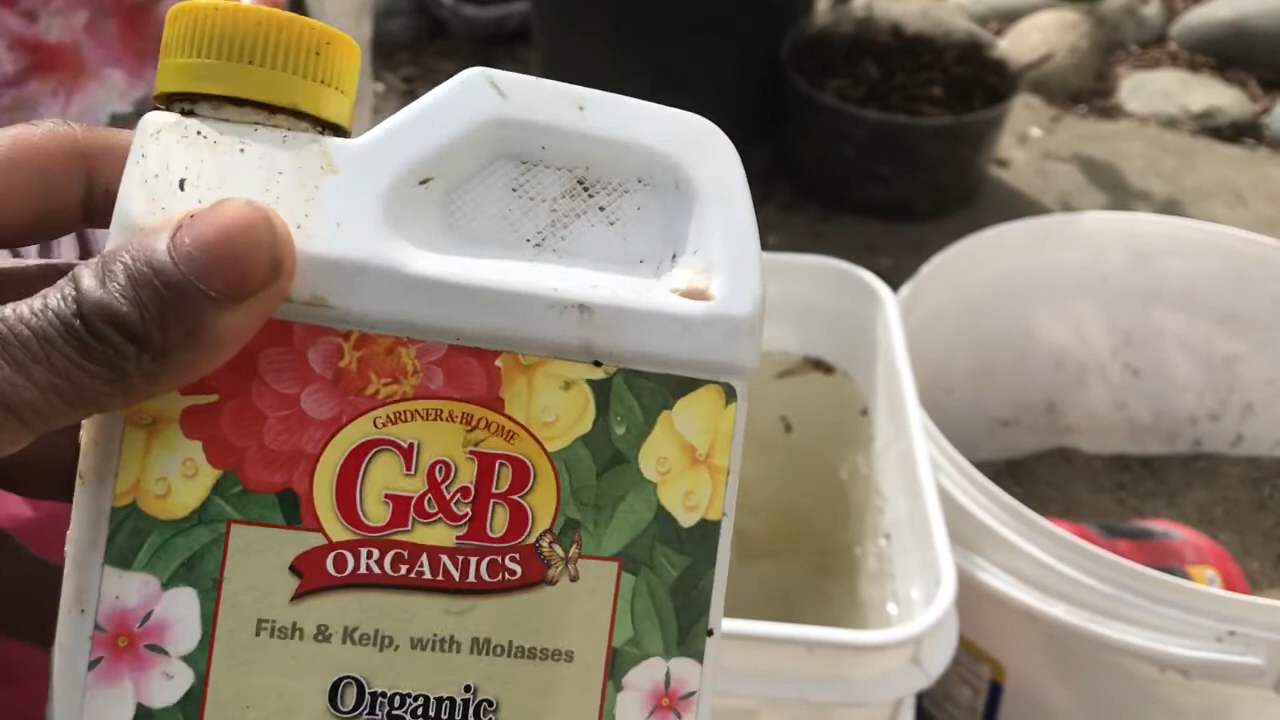 GARDNER & BLOOME
G&B
ORGANICS
Fish & Kelp, with Molasses
Organic